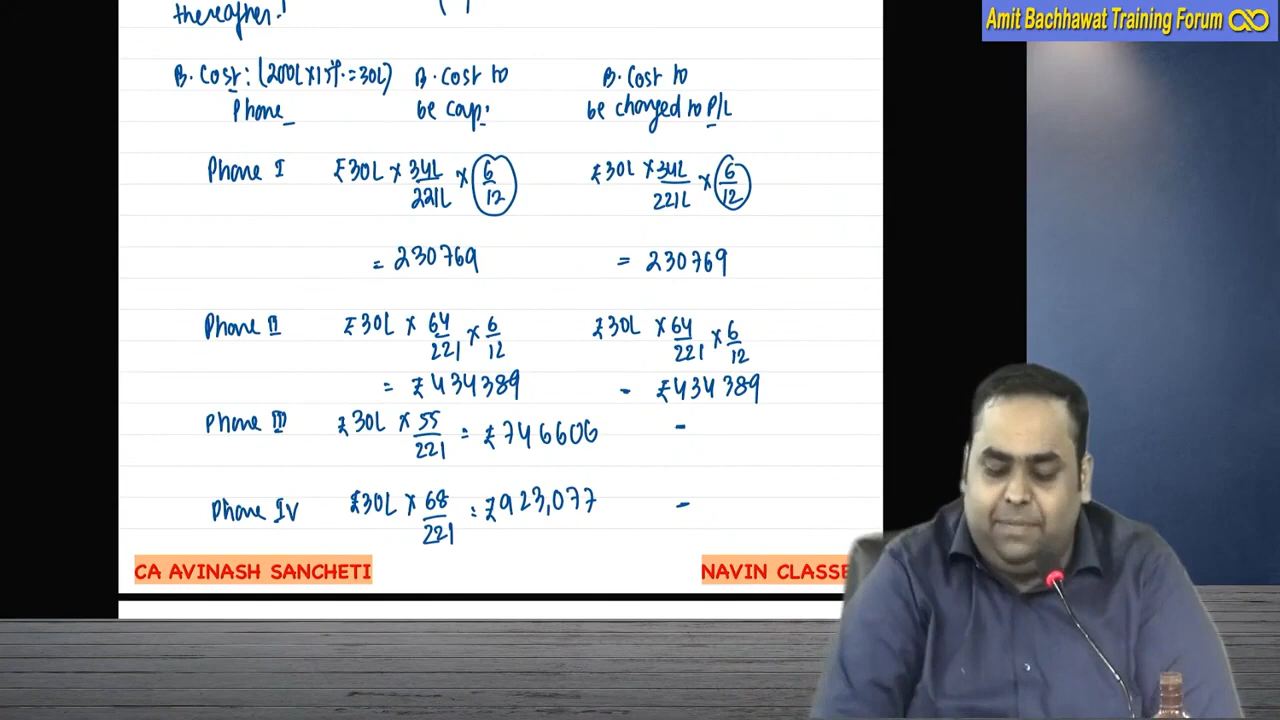 Amit Bachhawat Training Forum
thereafter.!
B. Cost: (200L X 15%. = 30L) B. Cost to B. Cost to
Phone be cap: be charged to P/L
Phone I ₹30L X 34L/221L X 6/12 ₹30L X 34L/221L X 6/12
= 230769 = 230769
Phone II ₹30L X 64/221 X 6/12 ₹30L X 64/221 X 6/12
= ₹434389 - ₹434389
Phone III ₹30L X 55/221 = ₹746606 -
Phone IV ₹30L X 68/221 = ₹923,077 -
CA AVINASH SANCHETI NAVIN CLASSE